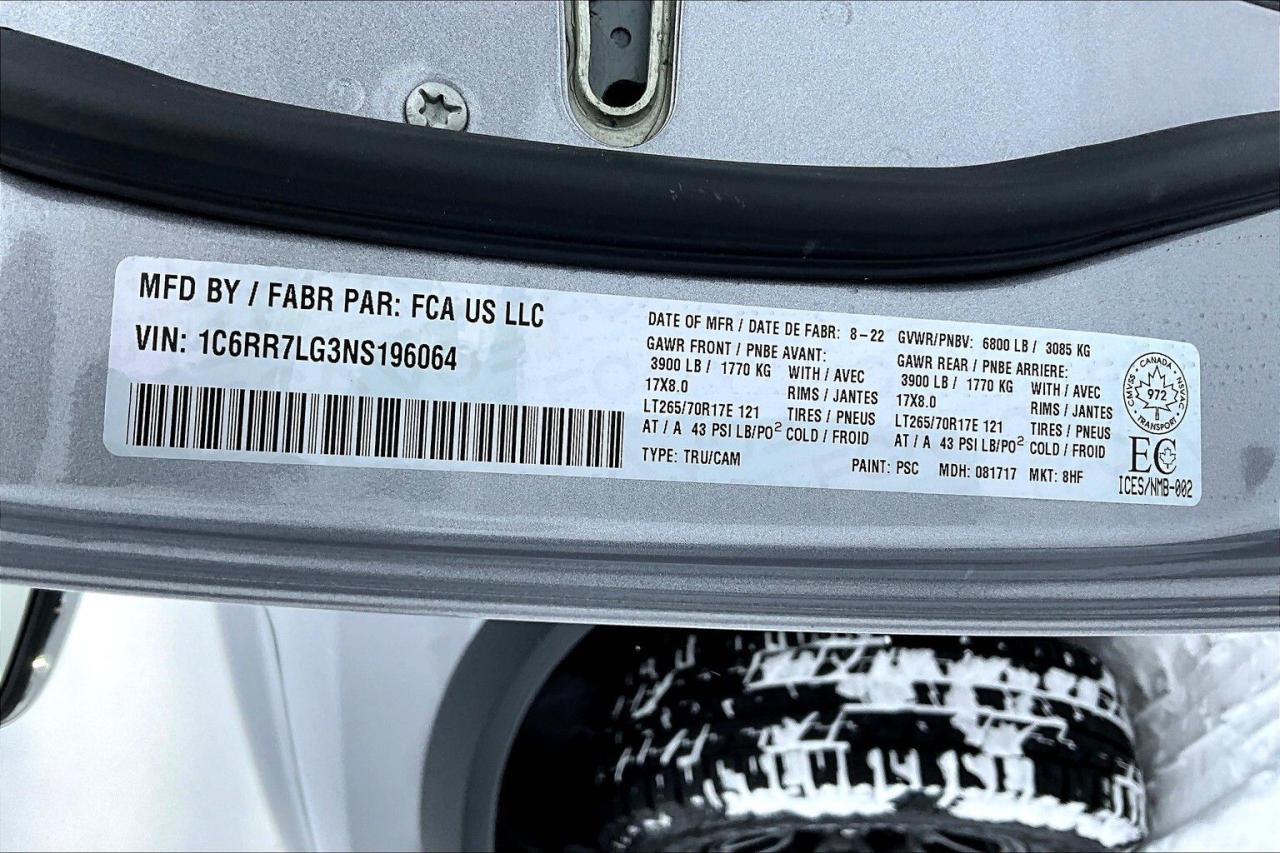 MFD BY / FABR PAR: FCA US LLC
VIN: 1C6RR7LG3NS196064
DATE OF MFR / DATE DE FABR: 8-22 GVWR/PNBV: 6800 LB / 3085 KG
GAWR FRONT / PNBE AVANT:
3900 LB / 1770 KG WITH / AVEC
17X8.0 RIMS / JANTES
LT265/70R17E 121 TIRES / PNEUS
AT / A 43 PSI LB/PO² COLD / FROID
GAWR REAR / PNBE ARRIERE:
3900 LB / 1770 KG WITH / AVEC
17X8.0 RIMS / JANTES
LT265/70R17E 121 TIRES / PNEUS
AT / A 43 PSI LB/PO² COLD / FROID
TYPE: TRU/CAM PAINT: PSC MDH: 081717 MKT: 8HF
CANADA
CMVSS
972
NSVAC
TRANSPORT
EC
ICES/NMB-002